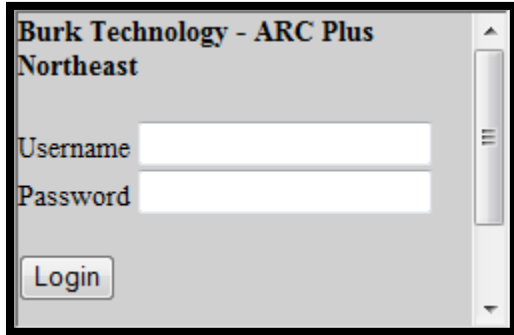 Burk Technology - ARC Plus
Northeast
Username
Password
Login